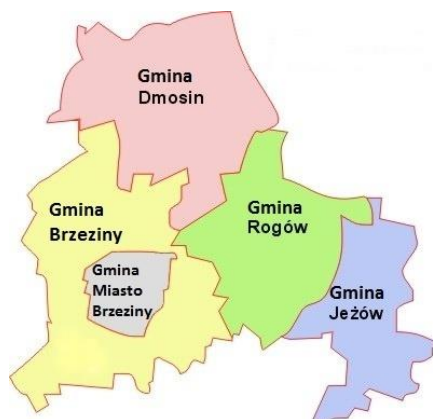 Gmina
Dmosin
Gmina
Brzeziny
Gmina
Rogów
Gmina
Miasto
Brzeziny
Gmina
Jeżów